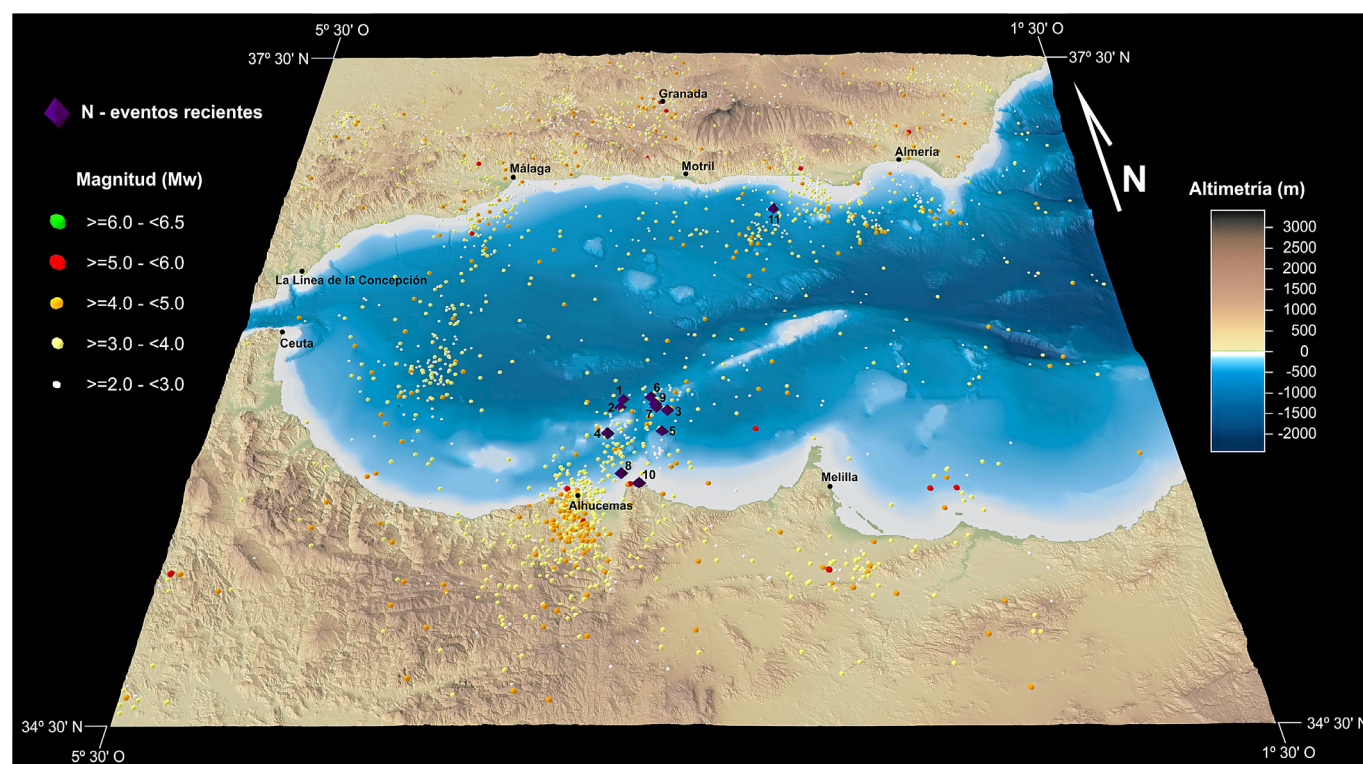 5º 30' O
1º 30' O
37º 30' N
37º 30' N
N - eventos recientes
Magnitud (Mw)
>=6.0 - <6.5
>=5.0 - <6.0
>=4.0 - <5.0
>=3.0 - <4.0
>=2.0 - <3.0
Granada
Málaga
Motril
Almería
N
Altimetría (m)
3000
2500
2000
1500
1000
500
0
-500
-1000
-1500
-2000
11
La Línea de la Concepción
Ceuta
1
6
2
9
7
3
4
5
8
10
Alhucemas
Melilla
34º 30' N
34º 30' N
5º 30' O
1º 30' O